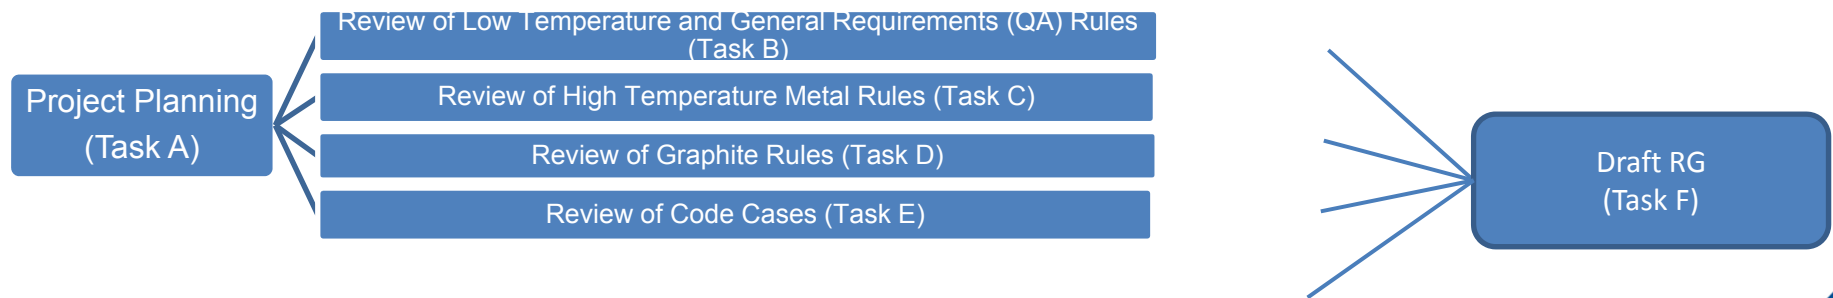 Review of Low Temperature and General Requirements (QA) Rules
(Task B)
Project Planning
(Task A)
Review of High Temperature Metal Rules (Task C)
Review of Graphite Rules (Task D)
Review of Code Cases (Task E)
Draft RG
(Task F)